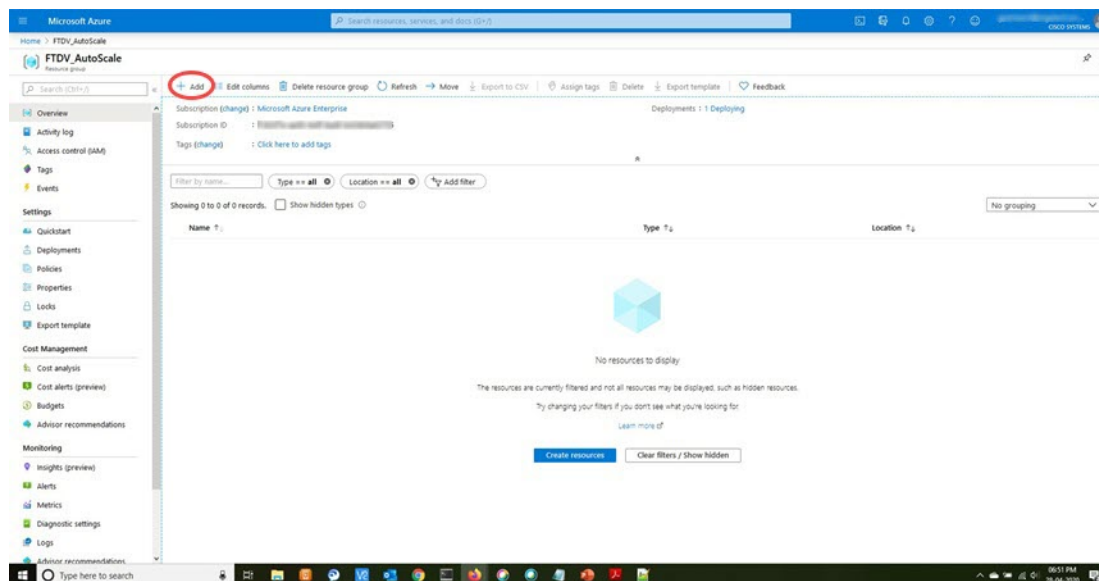 Microsoft Azure
Search resources, services, and docs (G+/)
CISCO SYSTEMS
Home > FTDV_AutoScale
FTDV_AutoScale
Resource group
Search (Ctrl+/)
«
Add
Edit columns
Delete resource group
Refresh
Move
Export to CSV
Assign tags
Delete
Export template
Feedback
Subscription (change) : Microsoft Azure Enterprise
Deployments : 1 Deploying
Subscription ID :
Tags (change) : Click here to add tags
Overview
Activity log
Access control (IAM)
Tags
Events
Settings
Quickstart
Deployments
Policies
Properties
Locks
Export template
Cost Management
Cost analysis
Cost alerts (preview)
Budgets
Advisor recommendations
Monitoring
Insights (preview)
Alerts
Metrics
Diagnostic settings
Logs
Advisor recommendations
Filter by name...
Type == all
Location == all
Add filter
Showing 0 to 0 of 0 records.
Show hidden types
No grouping
Name ↑↓
Type ↑↓
Location ↑↓
No resources to display
The resources are currently filtered and not all resources may be displayed, such as hidden resources.
Try changing your filters if you don't see what you're looking for.
Learn more
Create resources
Clear filters / Show hidden
Type here to search
06:51 PM
28-04-2020